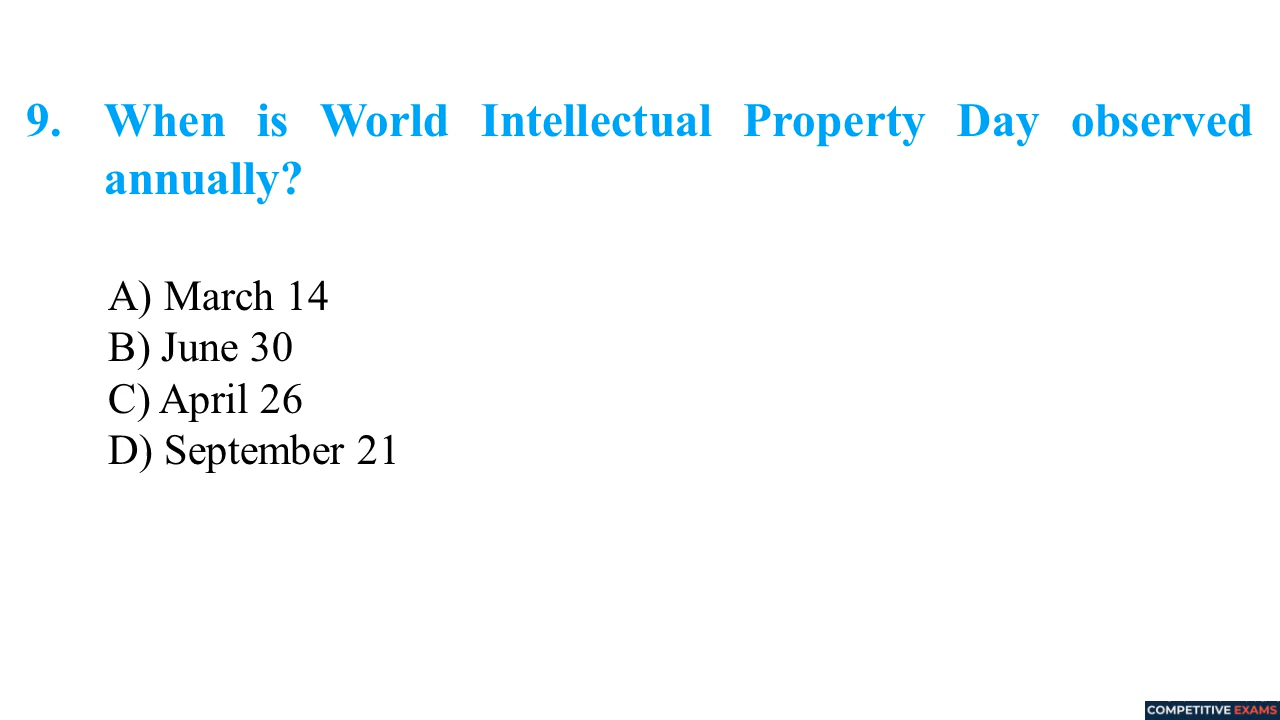 9. When is World Intellectual Property Day observed
annually?
A) March 14
B) June 30
C) April 26
D) September 21
COMPETITIVE EXAMS